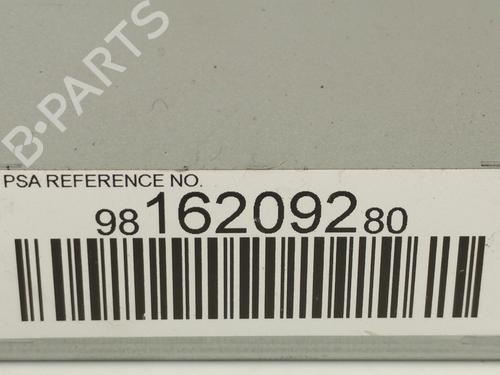 B-PARTS
PSA REFERENCE NO.
9816209280